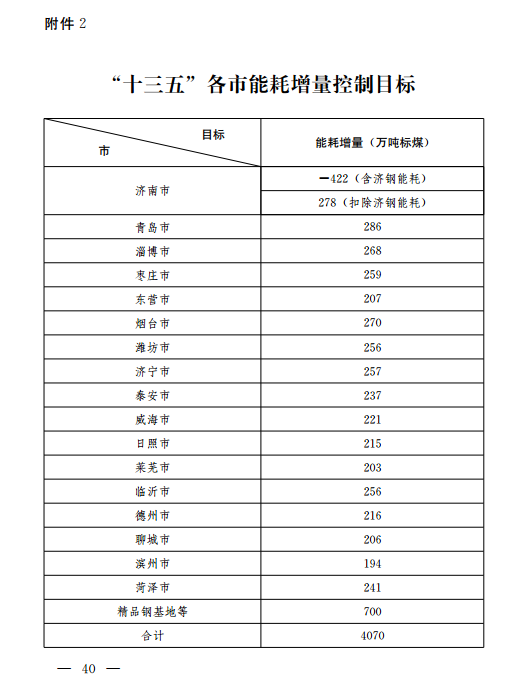 附件 2
“十三五”各市能耗增量控制目标
目标
市
能耗增量（万吨标煤）
济南市
—422（含济钢能耗）
278（扣除济钢能耗）
青岛市 286
淄博市 268
枣庄市 259
东营市 207
烟台市 270
潍坊市 256
济宁市 257
泰安市 237
威海市 221
日照市 215
莱芜市 203
临沂市 256
德州市 216
聊城市 206
滨州市 194
菏泽市 241
精品钢基地等 700
合计 4070
— 40 —